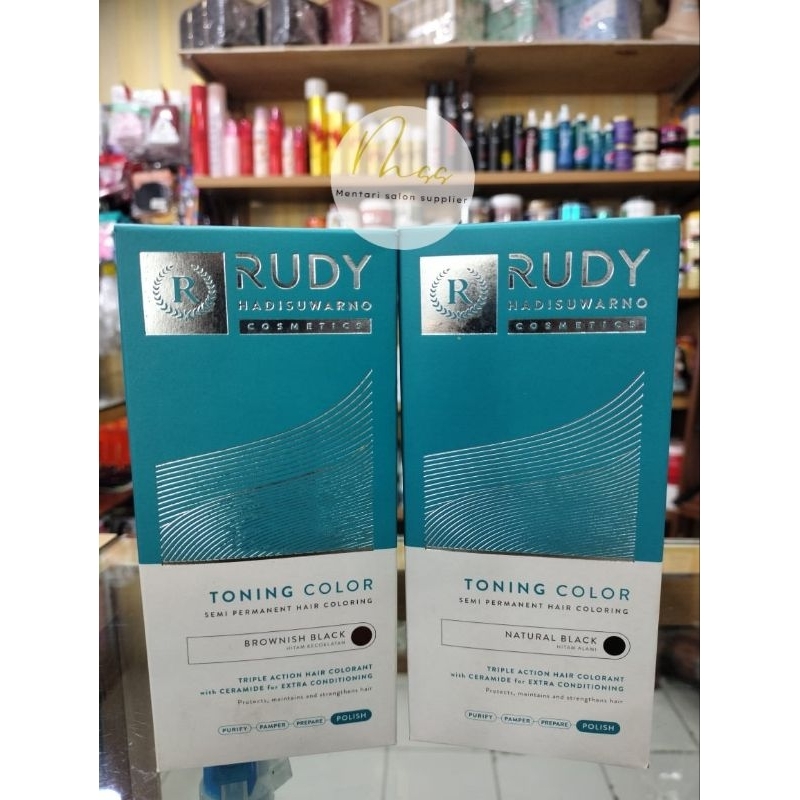 mss
Mentari salon supplier
R
RUDY
HADISUWARNO
COSMETICS
TONING COLOR
SEMI PERMANENT HAIR COLORING
BROWNISH BLACK
HITAM KECOKLATAN
TRIPLE ACTION HAIR COLORANT
with CERAMIDE for EXTRA CONDITIONING
Protects, maintains and strengthens hair
PURIFY PAMPER PREPARE POLISH
R
RUDY
HADISUWARNO
COSMETICS
TONING COLOR
SEMI PERMANENT HAIR COLORING
NATURAL BLACK
HITAM ALAMI
TRIPLE ACTION HAIR COLORANT
with CERAMIDE for EXTRA CONDITIONING
Protects, maintains and strengthens hair
PURIFY PAMPER PREPARE POLISH